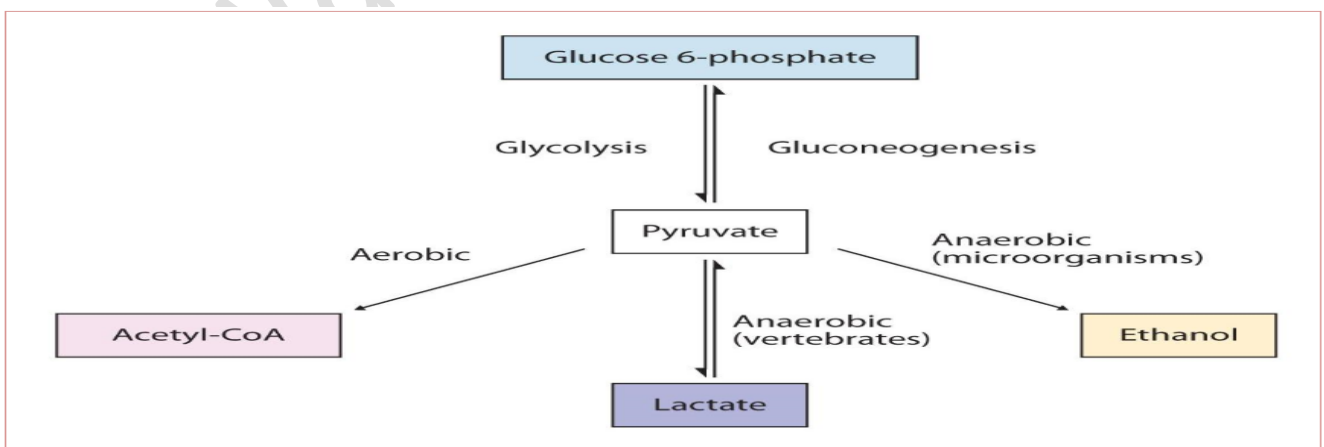 Glucose 6-phosphate
Glycolysis
Gluconeogenesis
Pyruvate
Aerobic
Anaerobic
(microorganisms)
Acetyl-CoA
Anaerobic
(vertebrates)
Ethanol
Lactate